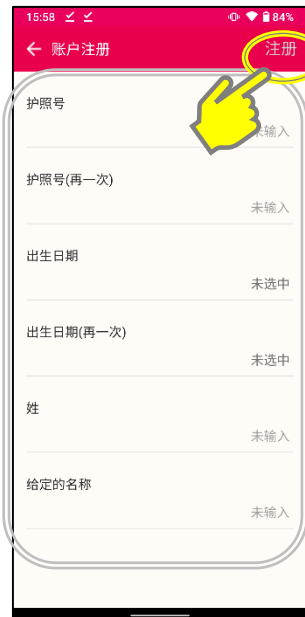 15:58
84%
账户注册
注册
护照号
未输入
护照号(再一次)
未输入
出生日期
未选中
出生日期(再一次)
未选中
姓
未输入
给定的名称
未输入